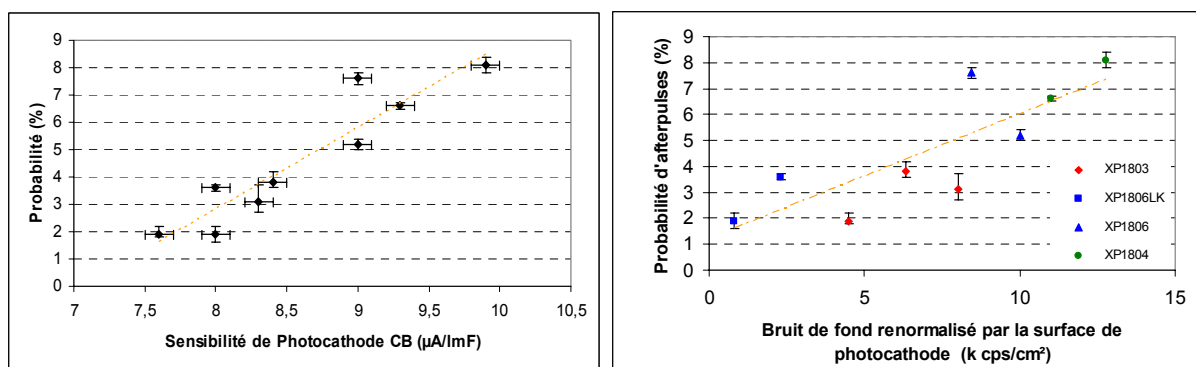 Probabilité (%)
9
8
7
6
5
4
3
2
1
0
7 7,5 8 8,5 9 9,5 10 10,5
Sensibilité de Photocathode CB (µA/lmF)
Probabilité d'afterpulses (%)
9
8
7
6
5
4
3
2
1
0
XP1803
XP1806LK
XP1806
XP1804
0 5 10 15
Bruit de fond renormalisé par la surface de
photocathode (k cps/cm²)